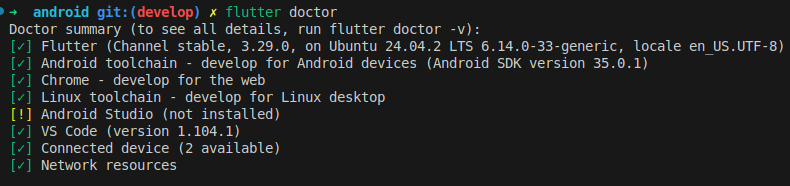 ➜  android git:(develop) ✗ flutter doctor
Doctor summary (to see all details, run flutter doctor -v):
[✓] Flutter (Channel stable, 3.29.0, on Ubuntu 24.04.2 LTS 6.14.0-33-generic, locale en_US.UTF-8)
[✓] Android toolchain - develop for Android devices (Android SDK version 35.0.1)
[✓] Chrome - develop for the web
[✓] Linux toolchain - develop for Linux desktop
[!] Android Studio (not installed)
[✓] VS Code (version 1.104.1)
[✓] Connected device (2 available)
[✓] Network resources